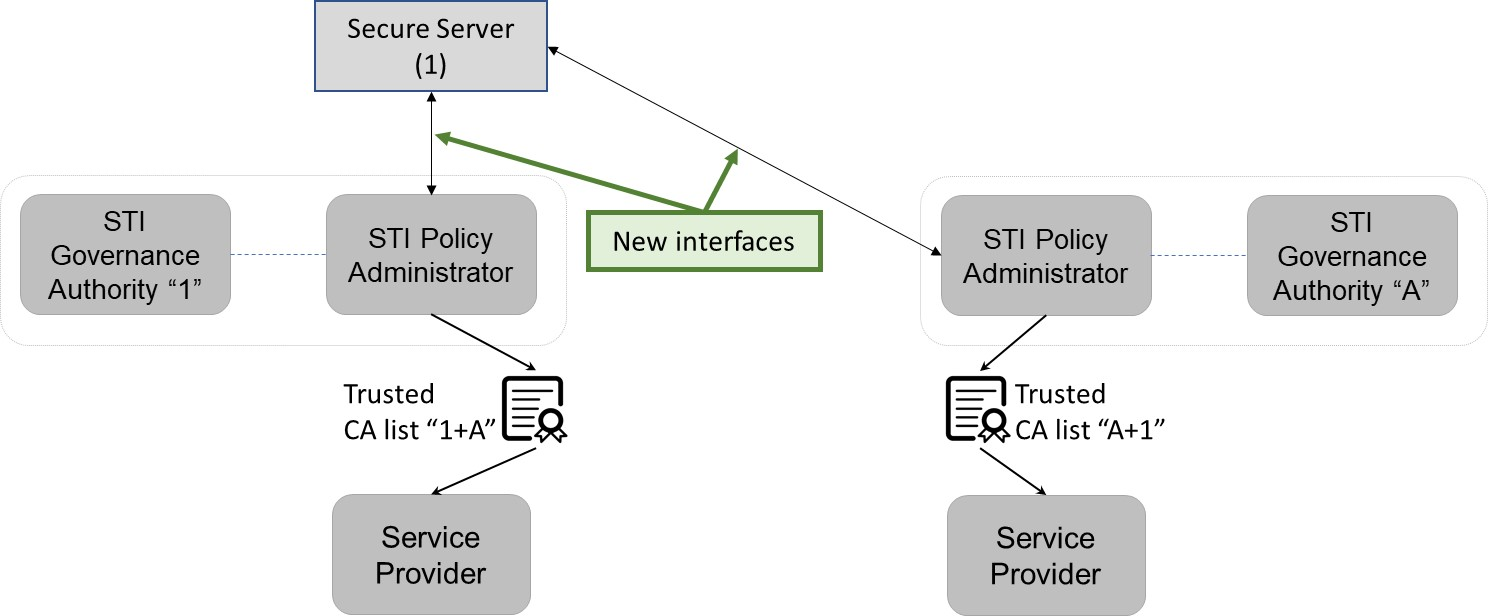 Secure Server
(1)
STI
Governance
Authority “1”
STI Policy
Administrator
New interfaces
STI Policy
Administrator
STI
Governance
Authority “A”
Trusted
CA list “1+A”
Trusted
CA list “A+1”
Service
Provider
Service
Provider